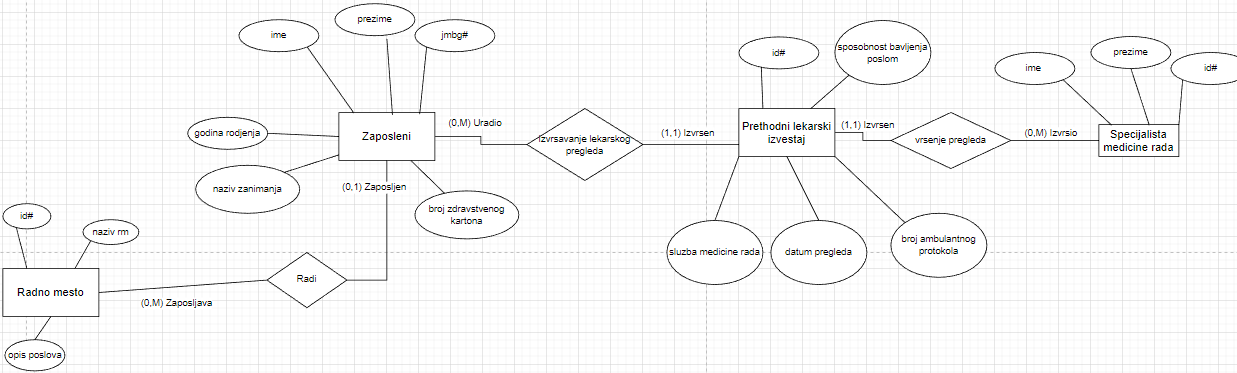 prezime
ime
jmbg#
godina rodjenja
Zaposleni
naziv zanimanja
broj zdravstvenog
kartona
(0,M) Uradio
Izvrsavanje lekarskog
pregleda
(1,1) Izvrsen
(0,1) Zaposljen
id#
naziv rm
Radno mesto
opis poslova
(0,M) Zaposljava
Radi
id#
sposobnost bavljenja
poslom
Prethodni lekarski
izvestaj
sluzba medicine rada
datum pregleda
broj ambulantnog
protokola
(1,1) Izvrsen
vrsenje pregleda
(0,M) Izvrsio
ime
prezime
id#
Specijalista
medicine rada